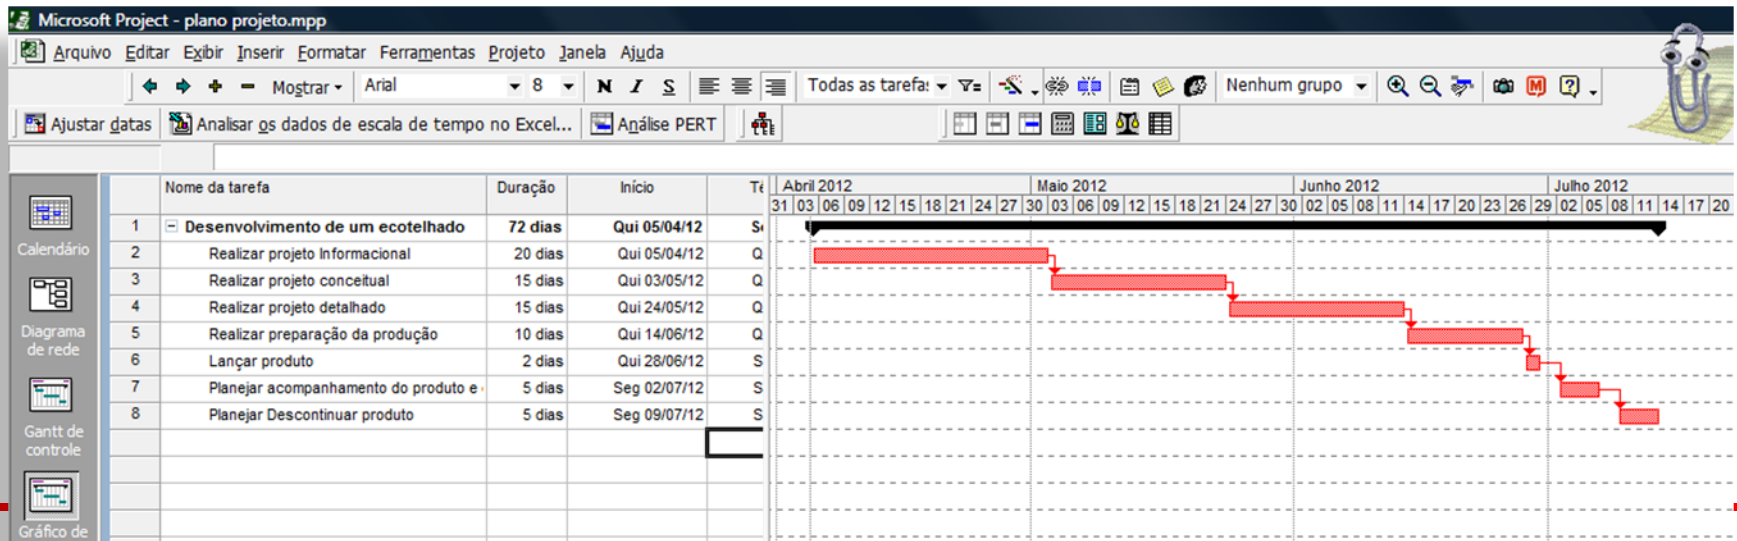 Microsoft Project - plano projeto.mpp
Arquivo Editar Exibir Inserir Formatar Ferramentas Projeto Janela Ajuda
Mostrar Arial 8 N I S Todas as tarefa: Nenhum grupo
Ajustar datas Analisar os dados de escala de tempo no Excel... Análise PERT
Nome da tarefa Duração Início Té Abril 2012 Maio 2012 Junho 2012 Julho 2012
31 03 06 09 12 15 18 21 24 27 30 03 06 09 12 15 18 21 24 27 30 02 05 08 11 14 17 20 23 26 29 02 05 08 11 14 17 20
1 Desenvolvimento de um ecotelhado 72 dias Qui 05/04/12 S
2 Realizar projeto Informacional 20 dias Qui 05/04/12 Q
3 Realizar projeto conceitual 15 dias Qui 03/05/12 Q
4 Realizar projeto detalhado 15 dias Qui 24/05/12 Q
5 Realizar preparação da produção 10 dias Qui 14/06/12 Q
6 Lançar produto 2 dias Qui 28/06/12 S
7 Planejar acompanhamento do produto e 5 dias Seg 02/07/12 S
8 Planejar Descontinuar produto 5 dias Seg 09/07/12 S
Calendário
Diagrama
de rede
Gantt de
controle
Gráfico de